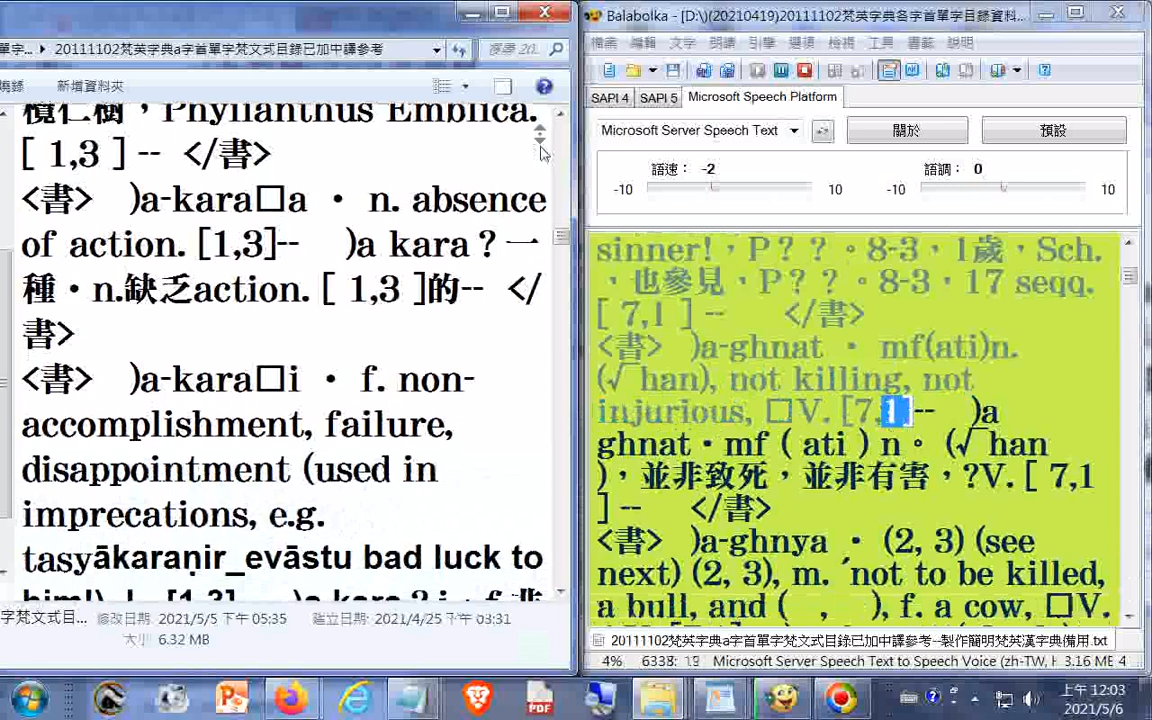 Balabolka - [D:\)(20210419)20111102梵英字典各字首單字目錄資料...
單字... ▸ 20111102梵英字典a字首單字梵文式目錄已加中譯參考
搜尋 20...
檔案 編輯 文字 朗讀 引擎 選項 檢視 工具 書籤 說明
燒錄 新增資料夾
SAPI 4 SAPI 5 Microsoft Speech Platform
Microsoft Server Speech Text
關於
預設
語速： -2
語調： 0
-10 10 -10 10
欖仁樹，Phyllanthus Emblica.
[ 1,3 ] -- </書>
<書> )a-kara□a ‧ n. absence
of action. [1,3]-- )a kara？一
種‧n.缺乏action. [ 1,3 ]的-- </
書>
<書> )a-kara□i ‧ f. non-
accomplishment, failure,
disappointment (used in
imprecations, e.g.
tasyākaraṇir_evāstu bad luck to
sinner!，P？？。8-3，1歲，Sch.
，也參見，P？？。8-3，17 seqq.
[ 7,1 ] -- </書>
<書> )a-ghnat ‧ mf(ati)n.
(√han), not killing, not
injurious, □V. [7,1]-- )a
ghnat‧mf（ati）n。（√han
)，並非致死，並非有害，?V. [ 7,1
] -- </書>
<書> )a-ghnya ‧ (2, 3) (see
next) (2, 3), m. ´not to be killed,
a bull, and ( , ), f. a cow, □V.
字梵文式目... 修改日期: 2021/5/5 下午 05:35 建立日期: 2021/4/25 下午 03:31
大小: 6.32 MB
20111102梵英字典a字首單字梵文式目錄已加中譯參考--製作簡明梵英漢字典備用.txt
4% 6338: 19 Microsoft Server Speech Text to Speech Voice (zh-TW, 3.16 ME 4
上午 12:03
2021/5/6